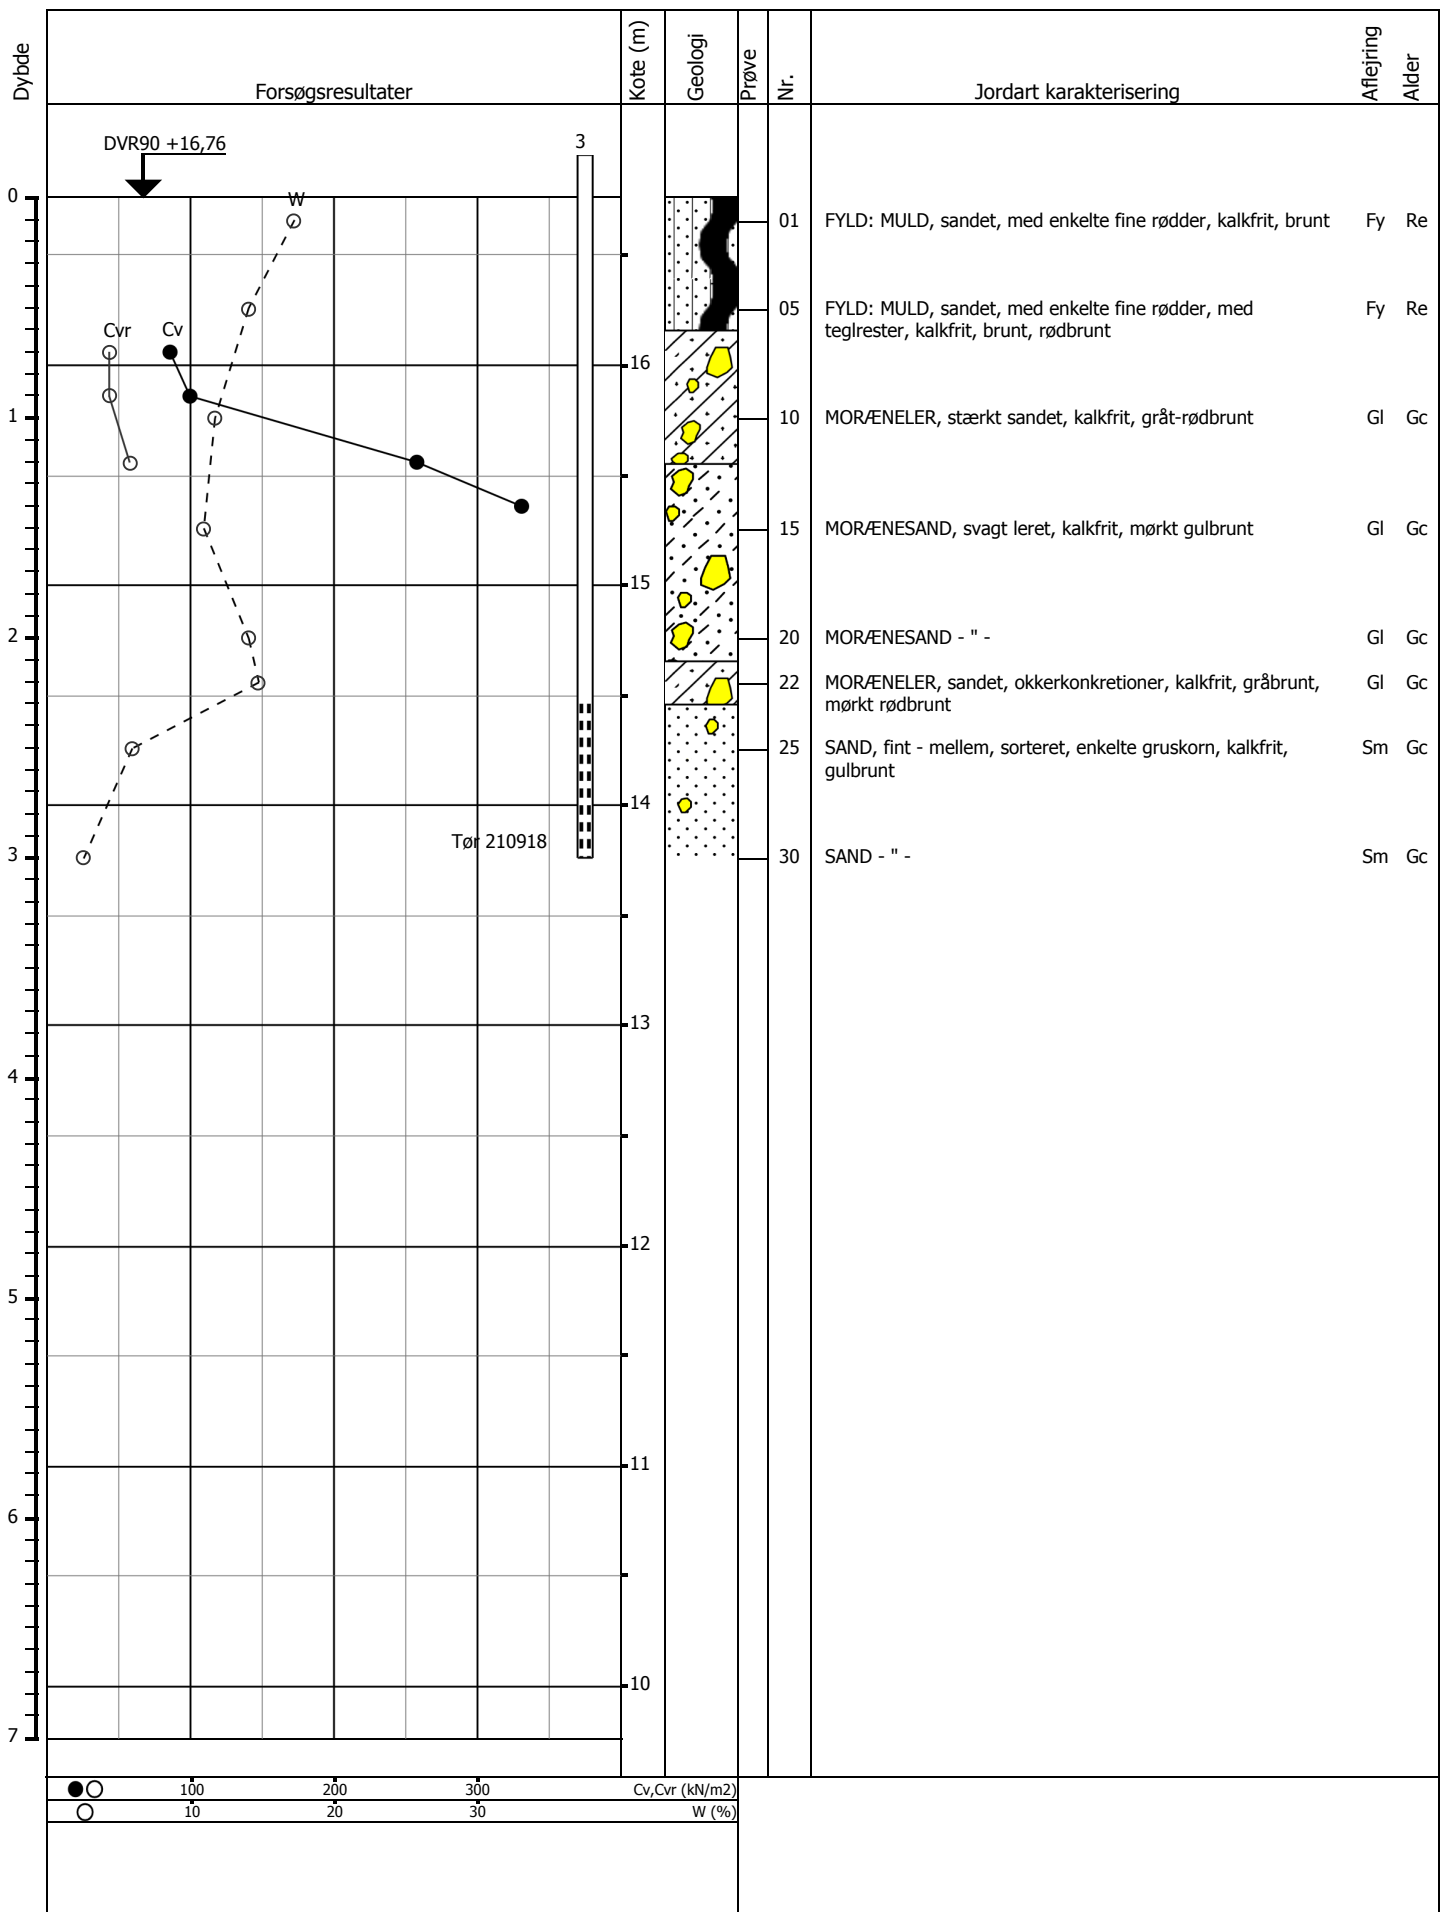 Dybde
Forsøgsresultater
Kote (m)
Geologi
Prøve
Nr.
Jordart karakterisering
Aflejring
Alder
DVR90 +16,76
3
0
W
01 FYLD: MULD, sandet, med enkelte fine rødder, kalkfrit, brunt Fy Re
05 FYLD: MULD, sandet, med enkelte fine rødder, med Fy Re
teglrester, kalkfrit, brunt, rødbrunt
Cvr Cv
16
1
10 MORÆNELER, stærkt sandet, kalkfrit, gråt-rødbrunt Gl Gc
15 MORÆNESAND, svagt leret, kalkfrit, mørkt gulbrunt Gl Gc
15
2
20 MORÆNESAND - " - Gl Gc
22 MORÆNELER, sandet, okkerkonkretioner, kalkfrit, gråbrunt, Gl Gc
mørkt rødbrunt
25 SAND, fint - mellem, sorteret, enkelte gruskorn, kalkfrit, Sm Gc
gulbrunt
14
Tør 210918
3
30 SAND - " - Sm Gc
13
4
12
5
11
6
10
7
100 200 300 Cv,Cvr (kN/m2)
10 20 30 W (%)